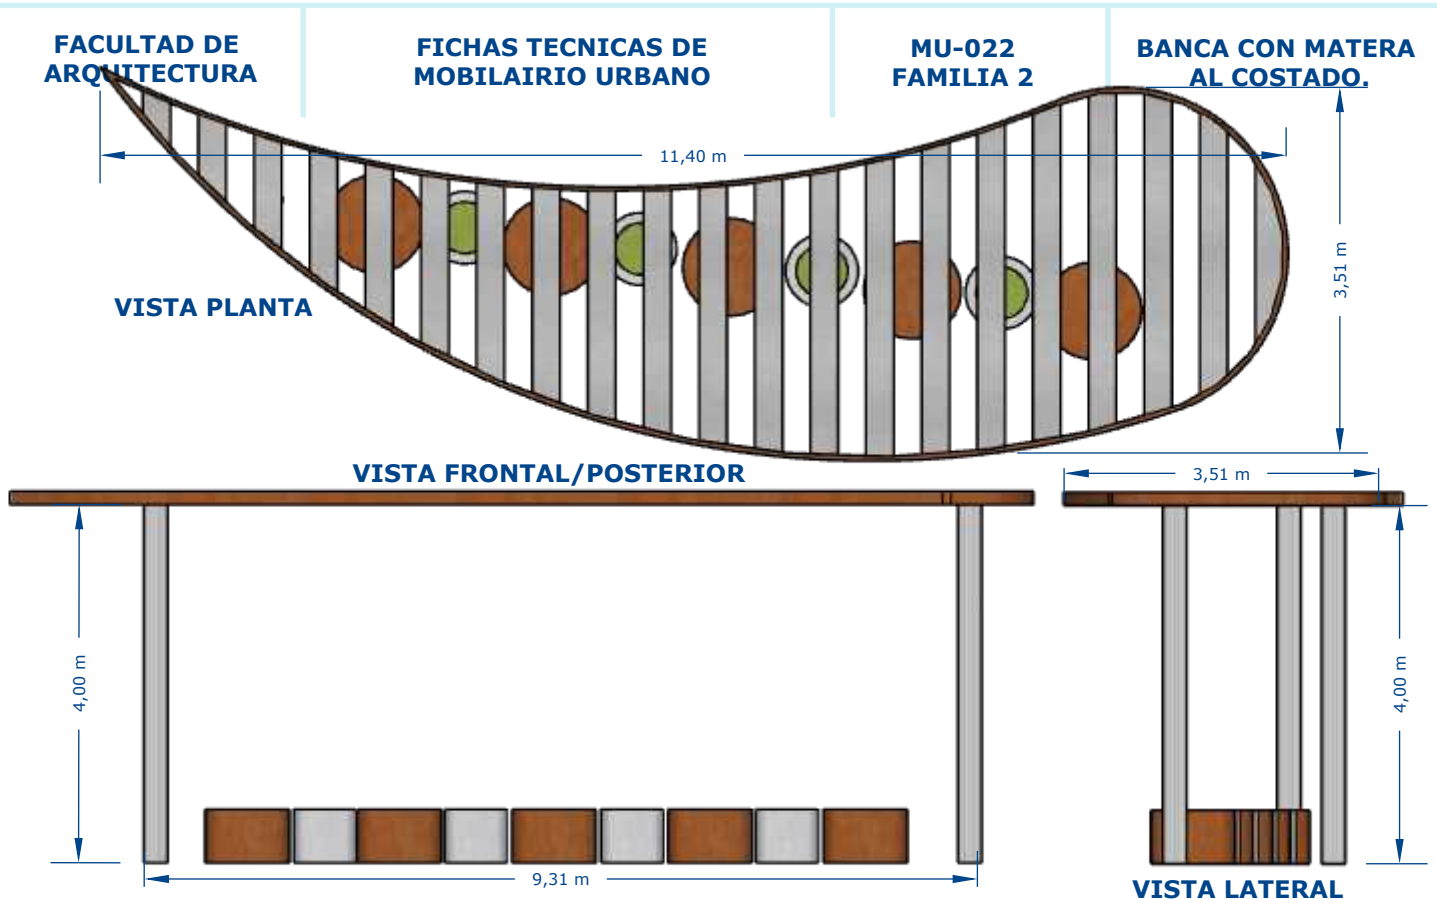 FACULTAD DE
ARQUITECTURA
FICHAS TECNICAS DE
MOBILAIRIO URBANO
MU-022
FAMILIA 2
BANCA CON MATERA
AL COSTADO.
11,40 m
3,51 m
VISTA PLANTA
VISTA FRONTAL/POSTERIOR
3,51 m
4,00 m
4,00 m
9,31 m
VISTA LATERAL